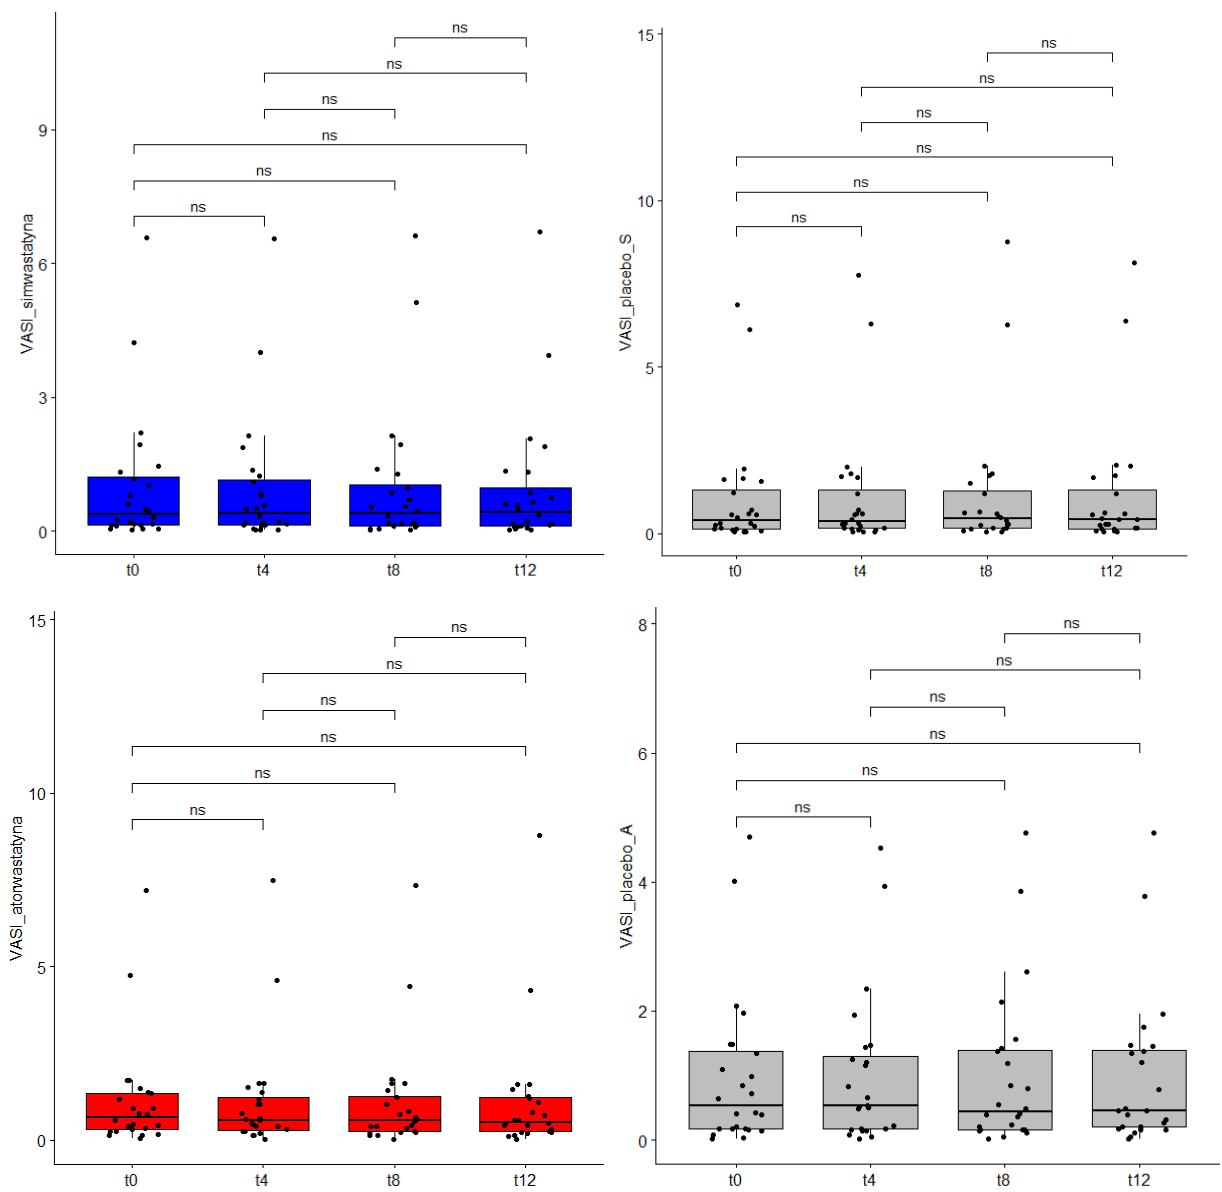 ns
ns
ns
ns
ns
ns
9
6
3
0
VASI_simwastatyna
t0 t4 t8 t12
15
ns
ns
ns
ns
ns
ns
10
5
0
VASI_placebo_S
t0 t4 t8 t12
15
ns
ns
ns
ns
ns
ns
10
5
0
VASI_atorwastatyna
t0 t4 t8 t12
8
ns
ns
ns
ns
ns
ns
6
4
2
0
VASI_placebo_A
t0 t4 t8 t12